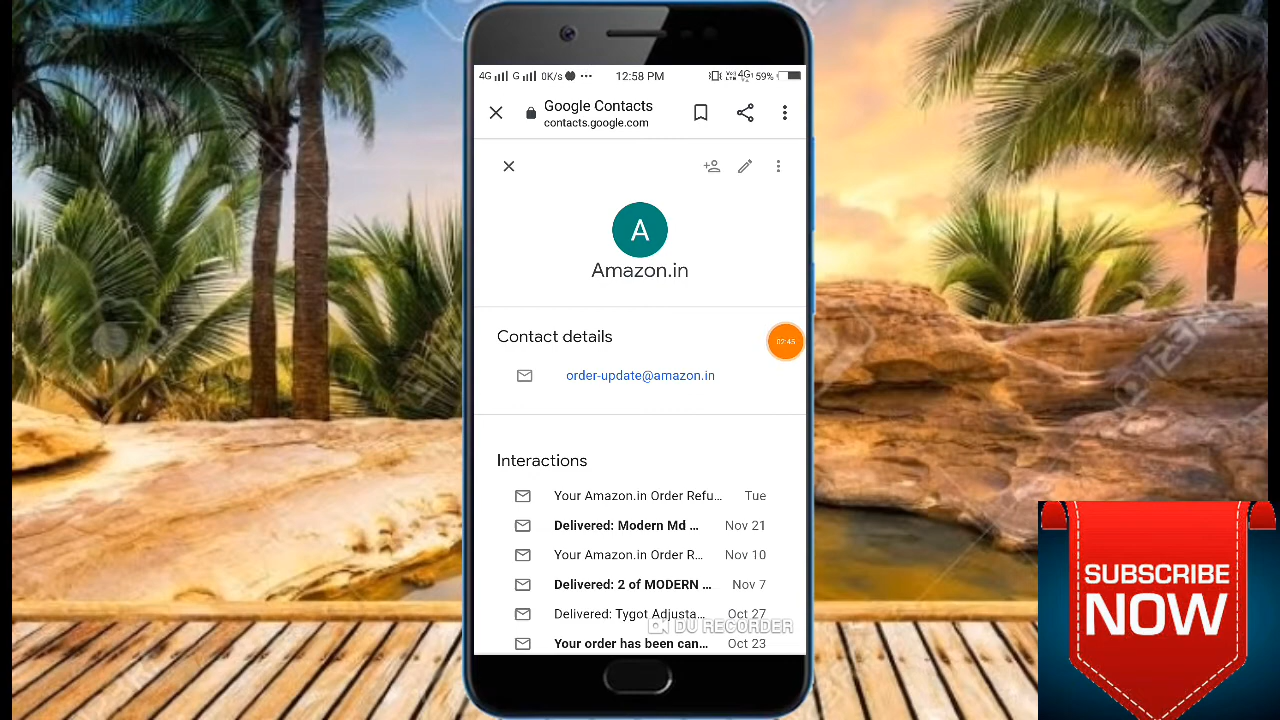 4G G 0K/s 12:58 PM 4G 59%
Google Contacts
contacts.google.com
A
Amazon.in
Contact details
02:45
order-update@amazon.in
Interactions
Your Amazon.in Order Refu... Tue
Delivered: Modern Md ... Nov 21
Your Amazon.in Order R... Nov 10
Delivered: 2 of MODERN ... Nov 7
Delivered: Tygot Adjusta... Oct 27
DU RECORDER
Your order has been can... Oct 23
SUBSCRIBE
NOW